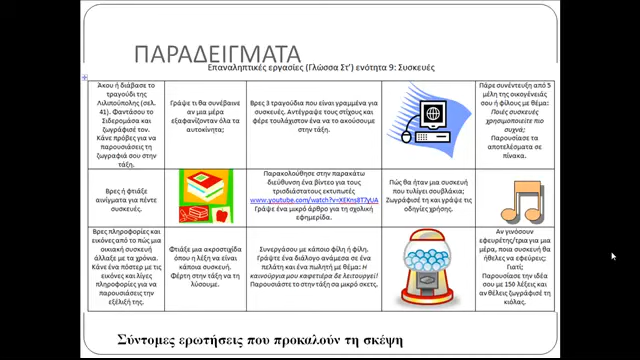 ΠΑΡΑΔΕΙΓΜΑΤΑ
Επαναληπτικές εργασίες (Γλώσσα Στ’) ενότητα 9: Συσκευές
Άκου ή διάβασε το
τραγούδι της
Λιλιπούπολης (σελ.
41). Φαντάσου το
Σιδερομάσα και
ζωγράφισέ τον.
Κάνε πρόβες για να
παρουσιάσεις τη
ζωγραφιά σου στην
τάξη.
Γράψε τι θα συνέβαινε
αν μια μέρα
εξαφανίζονταν όλα τα
αυτοκίνητα;
Βρες 3 τραγούδια που είναι γραμμένα για
συσκευές. Αντέγραψε τους στίχους και
φέρε τουλάχιστον ένα να το ακούσουμε
στην τάξη.
Πάρε συνέντευξη από 5
μέλη της οικογένειάς
σου ή φίλους με θέμα:
Ποιές συσκευές
χρησιμοποιείτε πιο
συχνά;
Παρουσίασε τα
αποτελέσματα σε
πίνακα.
Βρες ή φτιάξε
αινίγματα για πέντε
συσκευές.
Παρακολούθησε στην παρακάτω
διεύθυνση ένα βίντεο για τους
τρισδιάστατους εκτυπωτές
www.youtube.com/watch?v=XEKns8T7yUA
Γράψε ένα μικρό άρθρο για τη σχολική
εφημερίδα.
Πώς θα ήταν μια συσκευή
που τυλίγει σουβλάκια;
Ζωγράφισέ τη και γράψε τις
οδηγίες χρήσης.
Βρες πληροφορίες και
εικόνες από το πώς μια
οικιακή συσκευή
άλλαξε με τα χρόνια.
Κάνε ένα πόστερ με τις
εικόνες και λίγες
πληροφορίες για να
παρουσιάσεις την
εξέλιξή της.
Φτιάξε μια ακροστιχίδα
όπου η λέξη να είναι
κάποια συσκευή.
Φέρτη στην τάξη να τη
λύσουμε.
Συνεργάσου με κάποιο φίλη ή φίλη.
Γράψτε ένα διάλογο ανάμεσα σε ένα
πελάτη και ένα πωλητή με θέμα: Η
καινούργια μου καφετιέρα δε λειτουργεί!
Παρουσιάστε το στην τάξη σα μικρό σκετς.
Αν γινόσουν
εφευρέτης/τρια για μια
μέρα, ποια συσκευή θα
ήθελες να εφεύρεις;
Γιατί;
Παρουσίασε την ιδέα
σου με 150 λέξεις και
αν θέλεις ζωγράφισέ τη
κιόλας.
Σύντομες ερωτήσεις που προκαλούν τη σκέψη